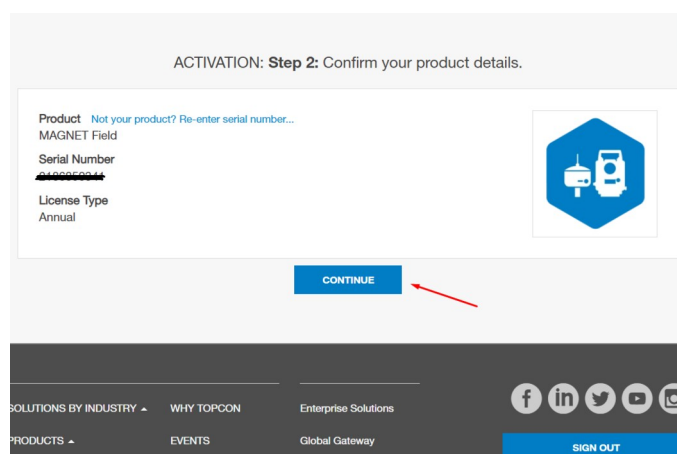 ACTIVATION: Step 2: Confirm your product details.
Product Not your product? Re-enter serial number...
MAGNET Field
Serial Number
License Type
Annual
CONTINUE
SOLUTIONS BY INDUSTRY
WHY TOPCON
Enterprise Solutions
PRODUCTS
EVENTS
Global Gateway
SIGN OUT